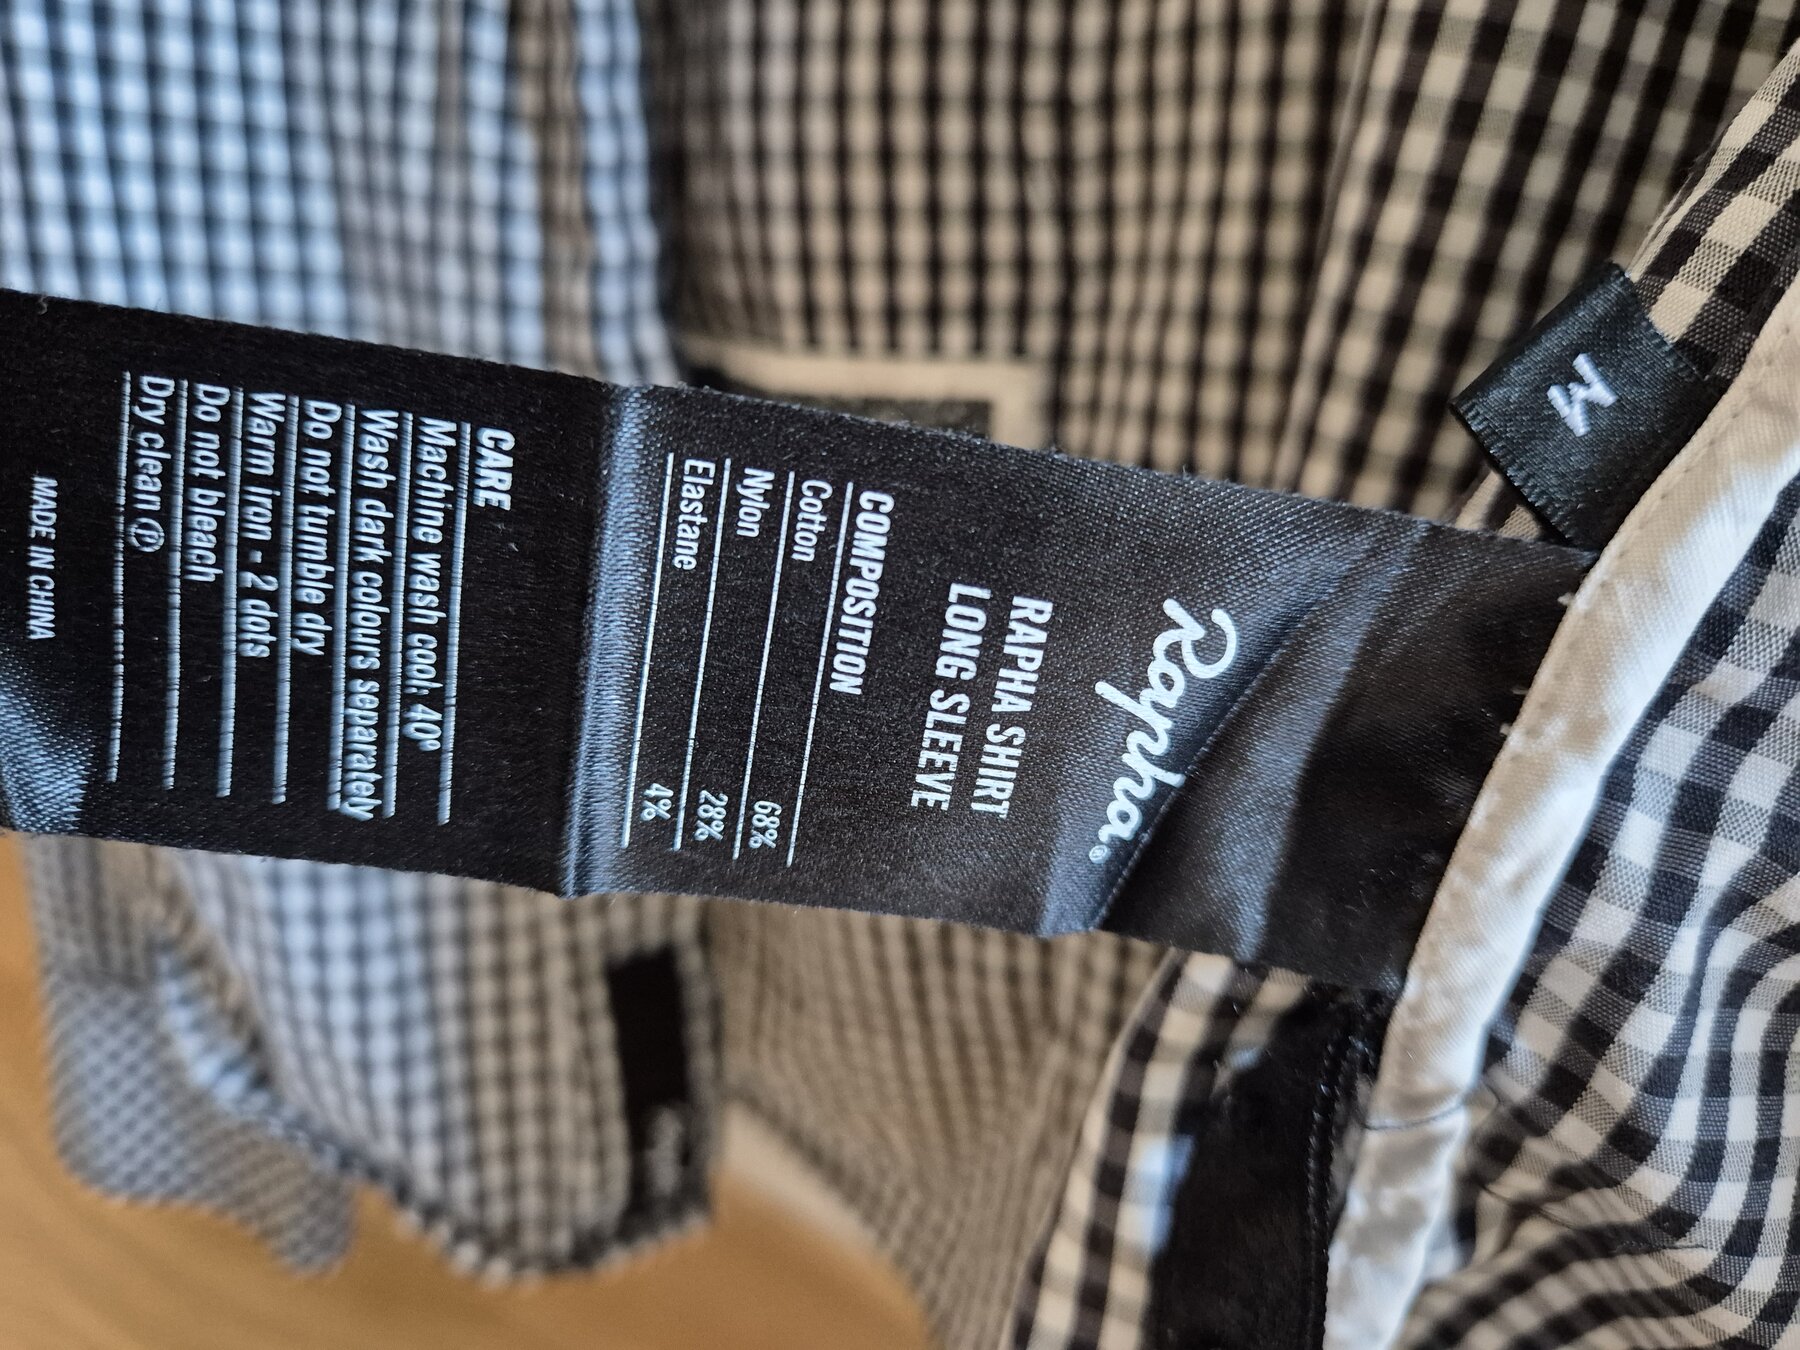 M
Rapha®
RAPHA SHIRT
LONG SLEEVE
COMPOSITION
Cotton 68%
Nylon 28%
Elastane 4%
CARE
Machine wash cool: 40°
Wash dark colours separately
Do not tumble dry
Warm iron - 2 dots
Do not bleach
Dry clean Ⓟ
MADE IN CHINA